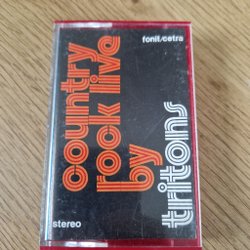 fonit/cetra
country
rock live
by
tritons
stereo